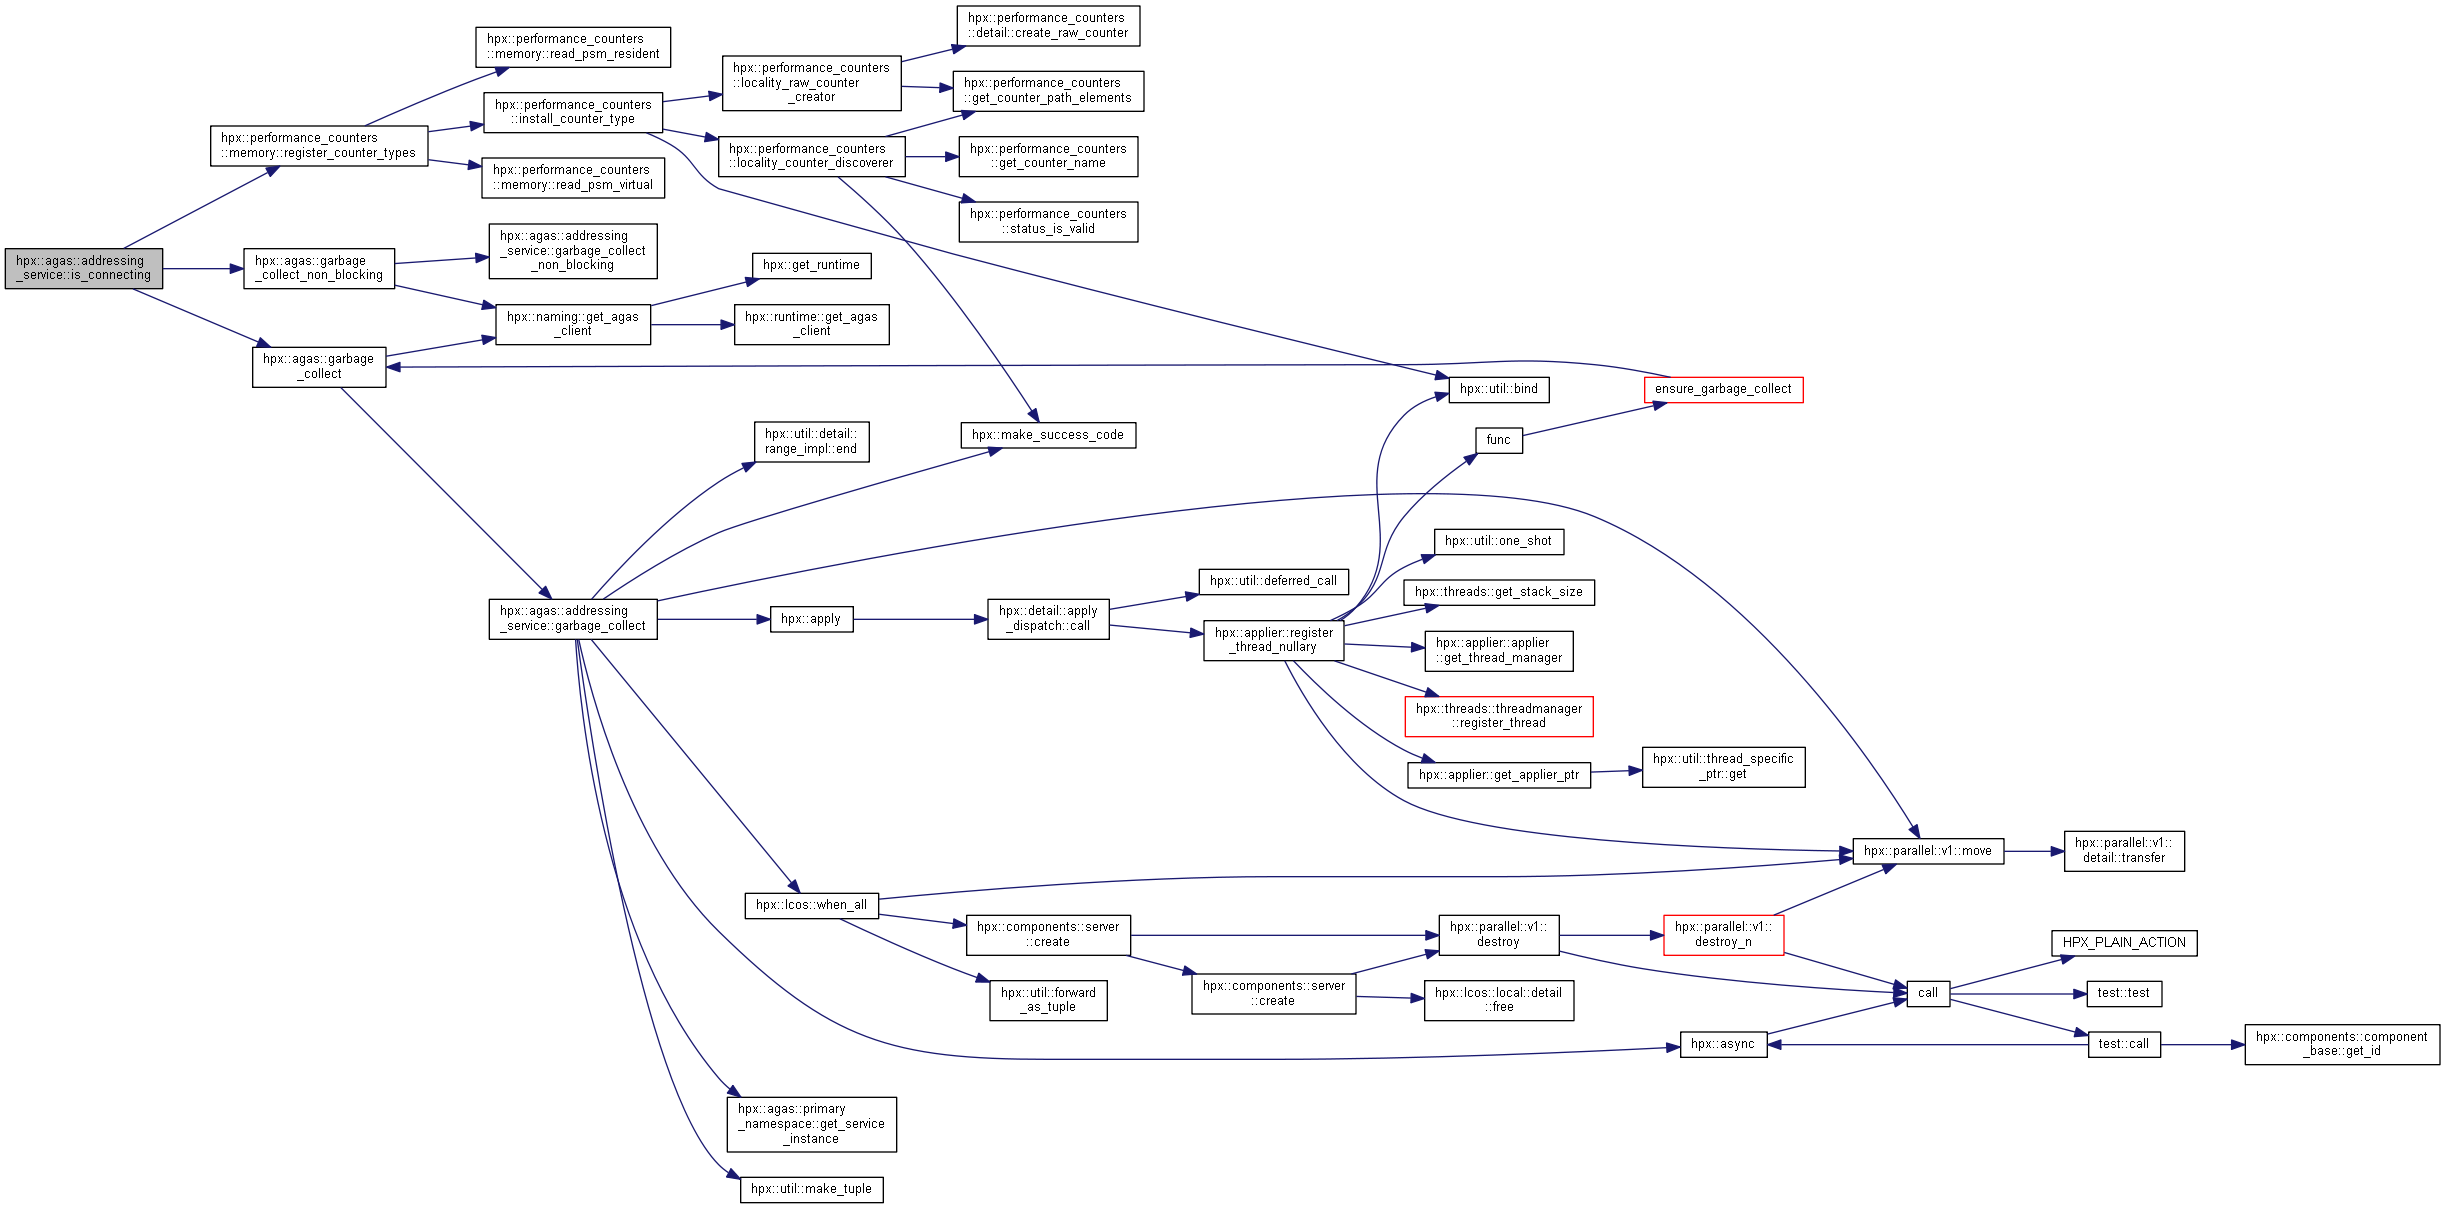 hpx::agas::addressing
_service::is_connecting
hpx::performance_counters
::memory::register_counter_types
hpx::agas::garbage
_collect_non_blocking
hpx::agas::garbage
_collect
hpx::performance_counters
::memory::read_psm_resident
hpx::performance_counters
::install_counter_type
hpx::performance_counters
::memory::read_psm_virtual
hpx::agas::addressing
_service::garbage_collect
_non_blocking
hpx::naming::get_agas
_client
hpx::agas::addressing
_service::garbage_collect
hpx::performance_counters
::locality_raw_counter
_creator
hpx::performance_counters
::locality_counter_discoverer
hpx::get_runtime
hpx::runtime::get_agas
_client
hpx::util::detail::
range_impl::end
hpx::apply
hpx::lcos::when_all
hpx::agas::primary
_namespace::get_service
_instance
hpx::util::make_tuple
hpx::performance_counters
::detail::create_raw_counter
hpx::performance_counters
::get_counter_path_elements
hpx::performance_counters
::get_counter_name
hpx::performance_counters
::status_is_valid
hpx::make_success_code
hpx::detail::apply
_dispatch::call
hpx::components::server
::create
hpx::util::forward
_as_tuple
hpx::util::deferred_call
hpx::applier::register
_thread_nullary
hpx::components::server
::create
hpx::util::bind
func
hpx::util::one_shot
hpx::threads::get_stack_size
hpx::applier::applier
::get_thread_manager
hpx::threads::threadmanager
::register_thread
hpx::applier::get_applier_ptr
hpx::parallel::v1::
destroy
hpx::lcos::local::detail
::free
ensure_garbage_collect
hpx::util::thread_specific
_ptr::get
hpx::parallel::v1::
destroy_n
hpx::async
hpx::parallel::v1::move
call
hpx::parallel::v1::
detail::transfer
HPX_PLAIN_ACTION
test::test
test::call
hpx::components::component
_base::get_id